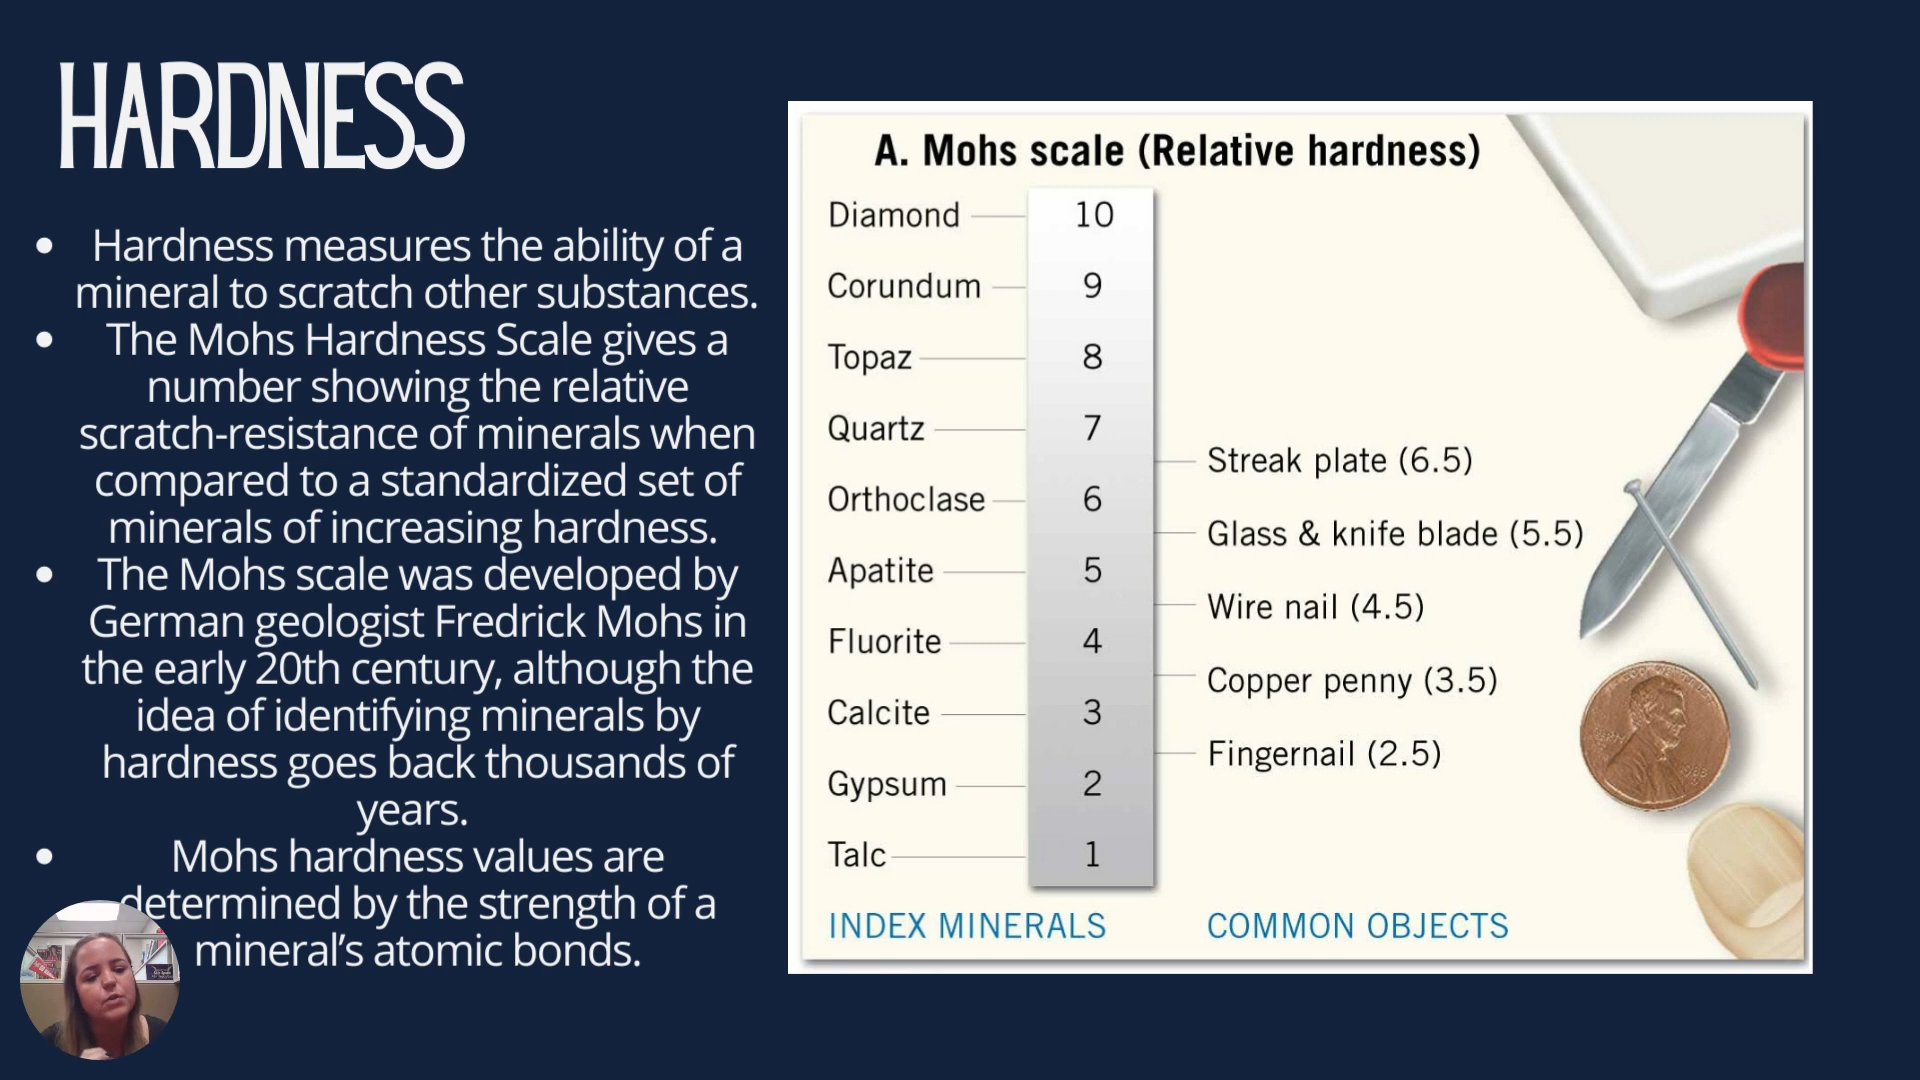 HARDNESS
Hardness measures the ability of a
mineral to scratch other substances.
The Mohs Hardness Scale gives a
number showing the relative
scratch-resistance of minerals when
compared to a standardized set of
minerals of increasing hardness.
The Mohs scale was developed by
German geologist Fredrick Mohs in
the early 20th century, although the
idea of identifying minerals by
hardness goes back thousands of
years.
Mohs hardness values are
determined by the strength of a
mineral's atomic bonds.
A. Mohs scale (Relative hardness)
Diamond 10
Corundum 9
Topaz 8
Quartz 7
Streak plate (6.5)
Orthoclase 6
Glass & knife blade (5.5)
Apatite 5
Wire nail (4.5)
Fluorite 4
Copper penny (3.5)
Calcite 3
Fingernail (2.5)
Gypsum 2
Talc 1
INDEX MINERALS COMMON OBJECTS